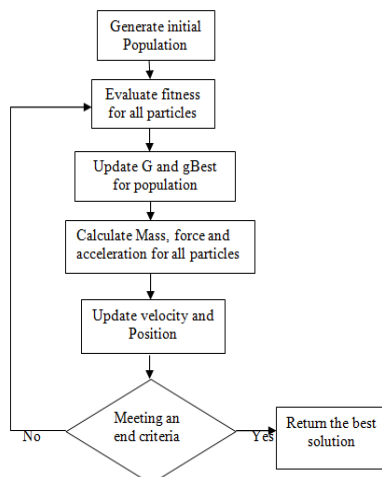 Generate initial
Population
Evaluate fitness
for all particles
Update G and gBest
for population
Calculate Mass, force and
acceleration for all particles
Update velocity and
Position
Meeting an
end criteria
No
Yes
Return the best
solution